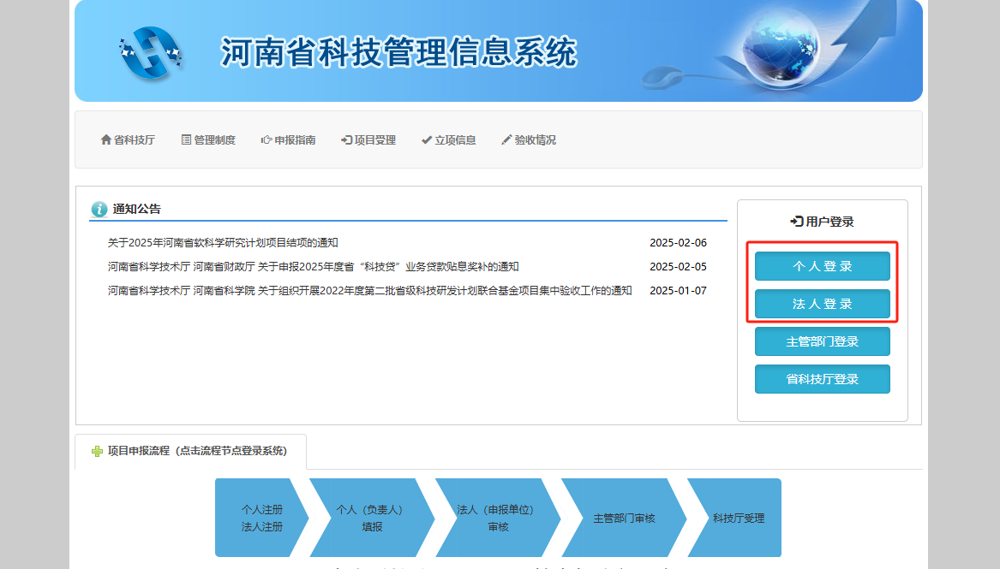 河南省科技管理信息系统
省科技厅 管理制度 申报指南 项目受理 立项信息 验收情况
通知公告
关于2025年河南省软科学研究计划项目结项的通知 2025-02-06
河南省科学技术厅 河南省财政厅 关于申报2025年度省“科技贷”业务贷款贴息奖补的通知 2025-02-05
河南省科学技术厅 河南省科学院 关于组织开展2022年度第二批省级科技研发计划联合基金项目集中验收工作的通知 2025-01-07
用户登录
个 人 登 录
法 人 登 录
主管部门登录
省科技厅登录
项目申报流程（点击流程节点登录系统）
个人注册
法人注册
个人（负责人）
填报
法人（申报单位）
审核
主管部门审核
科技厅受理